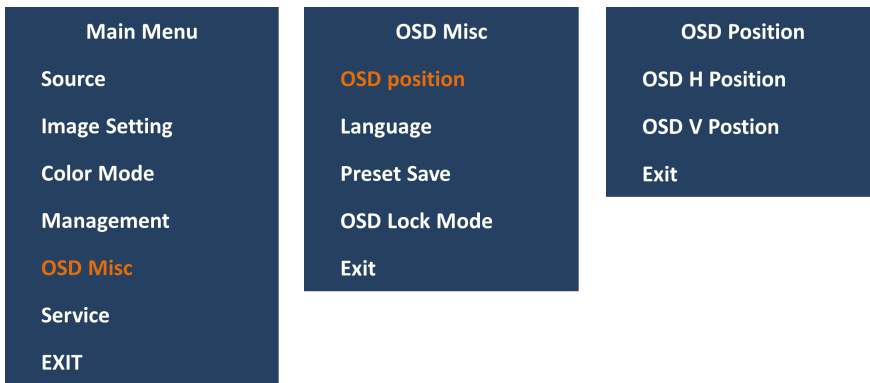 Main Menu
Source
Image Setting
Color Mode
Management
OSD Misc
Service
EXIT
OSD Misc
OSD position
Language
Preset Save
OSD Lock Mode
Exit
OSD Position
OSD H Position
OSD V Postion
Exit